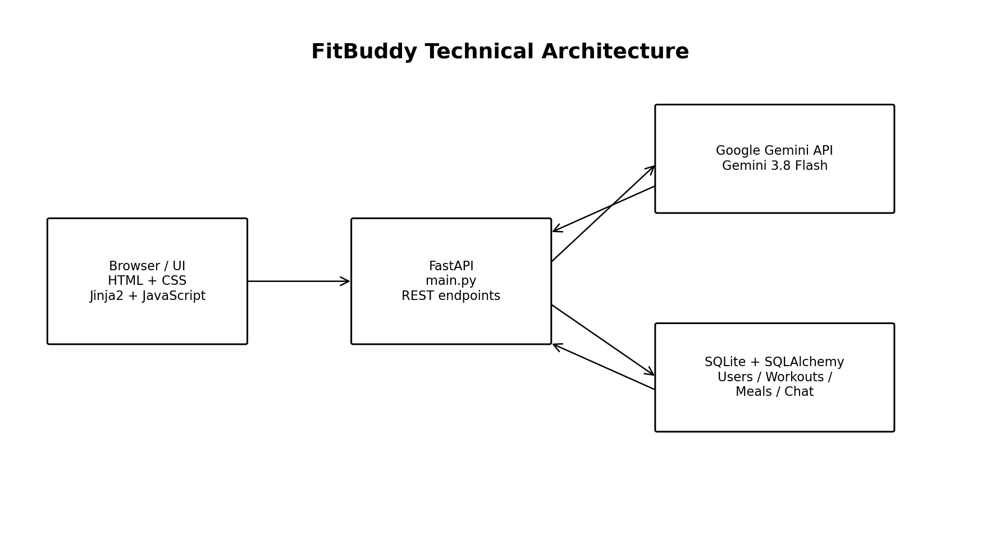 FitBuddy Technical Architecture
Browser / UI
HTML + CSS
Jinja2 + JavaScript
FastAPI
main.py
REST endpoints
Google Gemini API
Gemini 3.8 Flash
SQLite + SQLAlchemy
Users / Workouts /
Meals / Chat